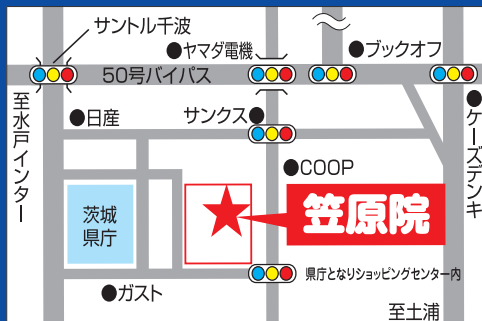 サントル千波
●ヤマダ電機
●ブックオフ
50号バイパス
至水戸インター
●日産
サンクス●
●ケーズデンキ
●COOP
茨城
県庁
笠原院
県庁となりショッピングセンター内
●ガスト
至土浦